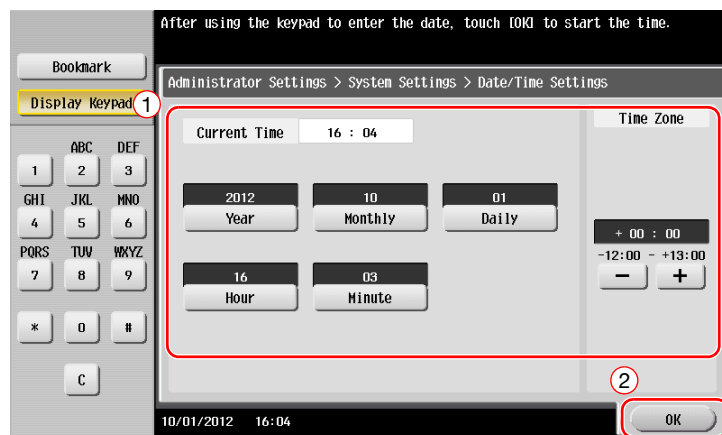 After using the keypad to enter the date, touch [OK] to start the time.
Bookmark
Display Keypad
1
Administrator Settings > System Settings > Date/Time Settings
Current Time
16 : 04
Time Zone
2012
Year
10
Monthly
01
Daily
16
Hour
03
Minute
+ 00 : 00
-12:00 - +13:00
− +
ABC DEF
1 2 3
GHI JKL MNO
4 5 6
PQRS TUV WXYZ
7 8 9
* 0 #
C
2
10/01/2012 16:04
OK